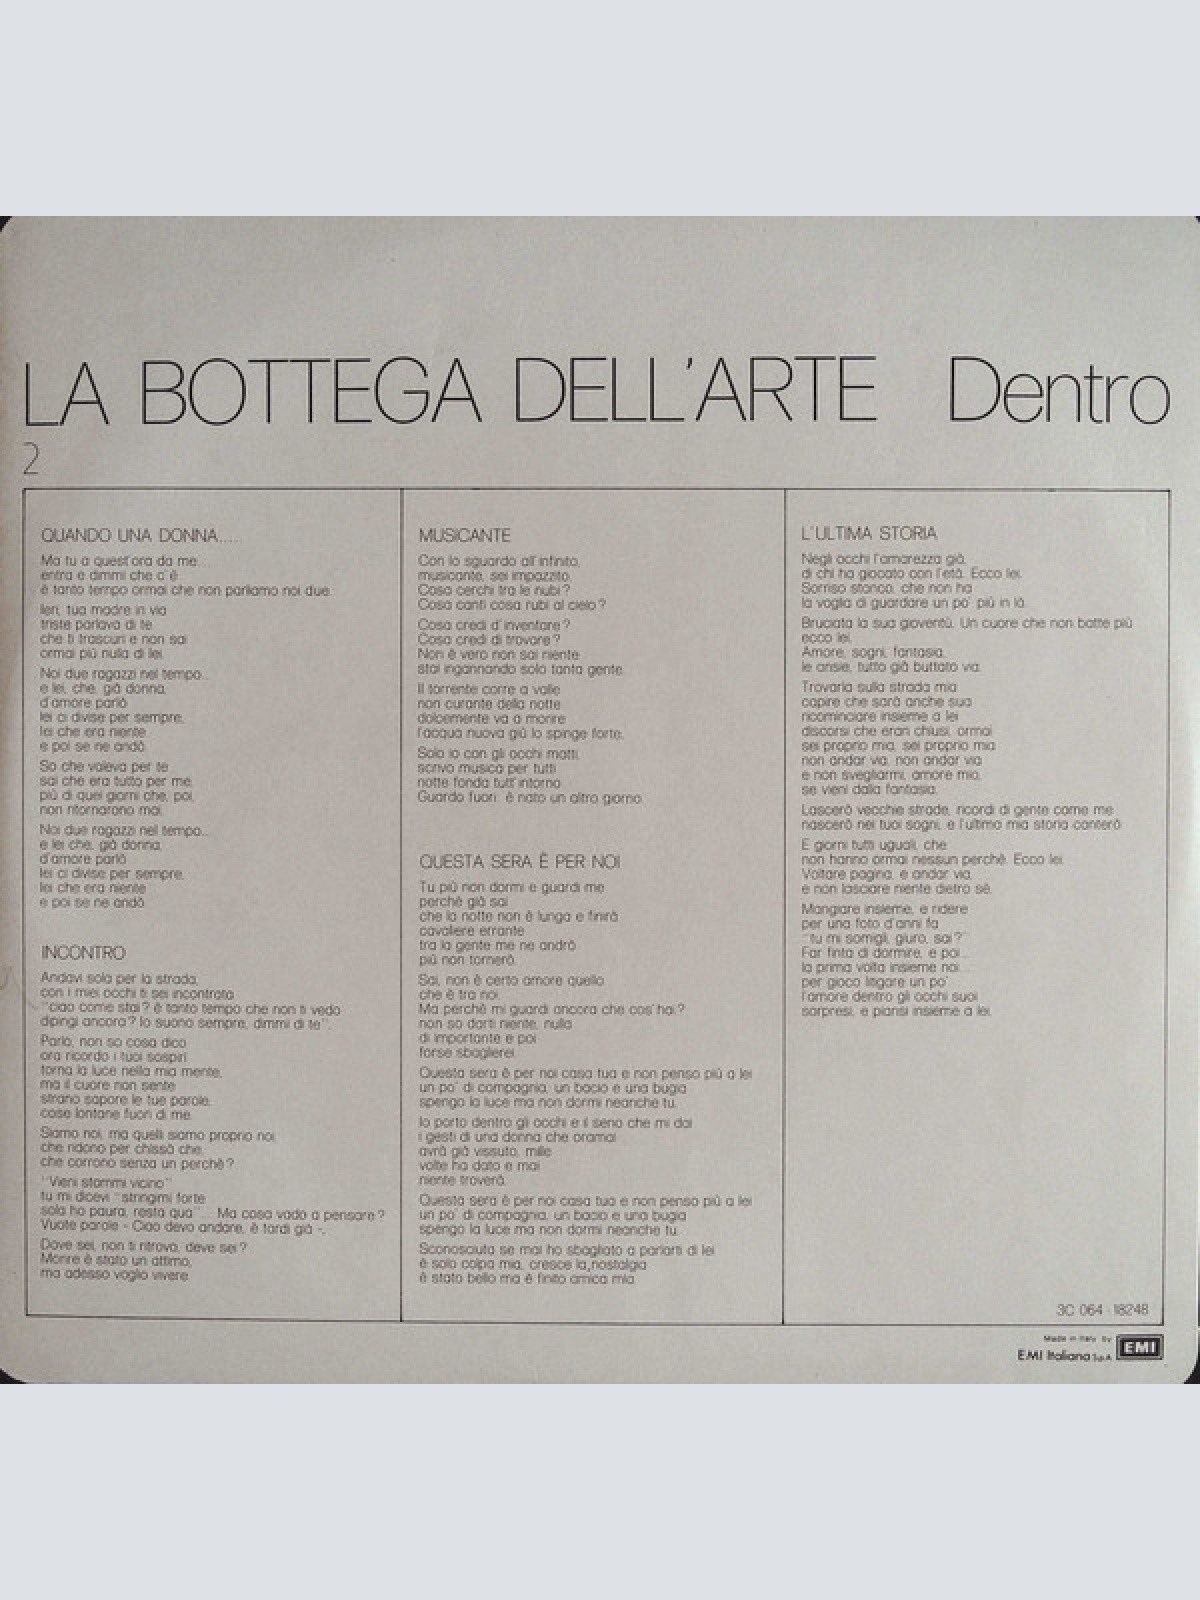 LA BOTTEGA DELL'ARTE Dentro
2
QUANDO UNA DONNA.....
Ma tu a quest'ora da me...
entra e dimmi che c'è
è tanto tempo ormai che non parliamo noi due.
Ieri, tua madre in via
triste parlava di te
che ti trascuri e non sai
ormai più nulla di lei.
Noi due ragazzi nel tempo...
e lei, che, già donna,
d'amore parlò
lei ci divise per sempre,
lei che era niente
e poi se ne andò.
So che valeva per te
sai che era tutto per me,
più di quei giorni che, poi,
non ritornarono mai.
Noi due ragazzi nel tempo...
e lei che, già donna,
d'amore parlò
lei ci divise per sempre,
lei che era niente
e poi se ne andò.
INCONTRO
Andavi sola per la strada,
con i miei occhi ti sei incontrata
"ciao come stai? è tanto tempo che non ti vedo
dipingi ancora? Io suono sempre, dimmi di te".
Parlo, non so cosa dico
ora ricordo i tuoi sospiri
torna la luce nella mia mente,
ma il cuore non sente
strano sapore le tue parole,
cose lontane fuori di me.
Siamo noi, ma quelli siamo proprio noi,
che ridono per chissà che,
che corrono senza un perchè?
"Vieni stammi vicino"
tu mi dicevi "stringimi forte
sola ho paura, resta qua"... Ma cosa vado a pensare?
Vuote parole - Ciao devo andare, è tardi già -.
Dove sei, non ti ritrovo, deve sei?
Morire è stato un attimo,
ma adesso voglio vivere.
MUSICANTE
Con lo sguardo all'infinito,
musicante, sei impazzito,
Cosa cerchi tra le nubi?
Cosa canti cosa rubi al cielo?
Cosa credi d'inventare?
Cosa credi di trovare?
Non è vero non sai niente
stai ingannando solo tanta gente.
Il torrente corre a valle
non curante della notte
dolcemente va a morire
l'acqua nuova giù lo spinge forte,
Solo io con gli occhi matti,
scrivo musica per tutti
notte fonda tutt'intorno
Guardo fuori: è nato un altro giorno.
QUESTA SERA È PER NOI
Tu più non dormi e guardi me
perchè già sai
che la notte non è lunga e finirà
cavaliere errante
tra la gente me ne andrò
più non tornerò.
Sai, non è certo amore quello
che è tra noi...
Ma perchè mi guardi ancora che cos'hai?
non so darti niente, nulla
di importante e poi
forse sbaglierei.
Questa sera è per noi casa tua e non penso più a lei
un po' di compagnia, un bacio e una bugia
spengo la luce ma non dormi neanche tu.
Io porto dentro gli occhi e il seno che mi dai
i gesti di una donna che oramai
avrà già vissuto, mille
volte ha dato e mai
niente troverà.
Questa sera è per noi casa tua e non penso più a lei
un po' di compagnia, un bacio e una bugia
spengo la luce ma non dormi neanche tu.
Sconosciuta se mai ho sbagliato a parlarti di lei
è solo colpa mia, cresce la nostalgia
è stato bello ma è finito amica mia.
L'ULTIMA STORIA
Negli occhi l'amarezza già,
di chi ha giocato con l'età. Ecco lei.
Sorriso stanco, che non ha
la voglia di guardare un po' più in là.
Bruciata la sua gioventù. Un cuore che non batte più
ecco lei.
Amore, sogni, fantasia,
le ansie, tutto già buttato via.
Trovarla sulla strada mia
capire che sarà anche sua
ricominciare insieme a lei
discorsi che eran chiusi, ormai
sei proprio mia, sei proprio mia
non andar via, non andar via
e non svegliarmi, amore mio,
se vieni dalla fantasia.
Lascerò vecchie strade, ricordi di gente come me
nascerò nei tuoi sogni, e l'ultima mia storia canterò
E giorni tutti uguali, che
non hanno ormai nessun perchè. Ecco lei.
Voltare pagina, e andar via,
e non lasciare niente dietro sè.
Mangiare insieme, e ridere
per una foto d'anni fa
"tu mi somigli, giuro, sai?"
Far finta di dormire, e poi...
la prima volta insieme noi...
per gioco litigare un po'
l'amore dentro gli occhi suoi
sorpresi, e piansi insieme a lei.
3C 064 - 18248
Made in Italy by
EMI Italiana S.p.A. EMI